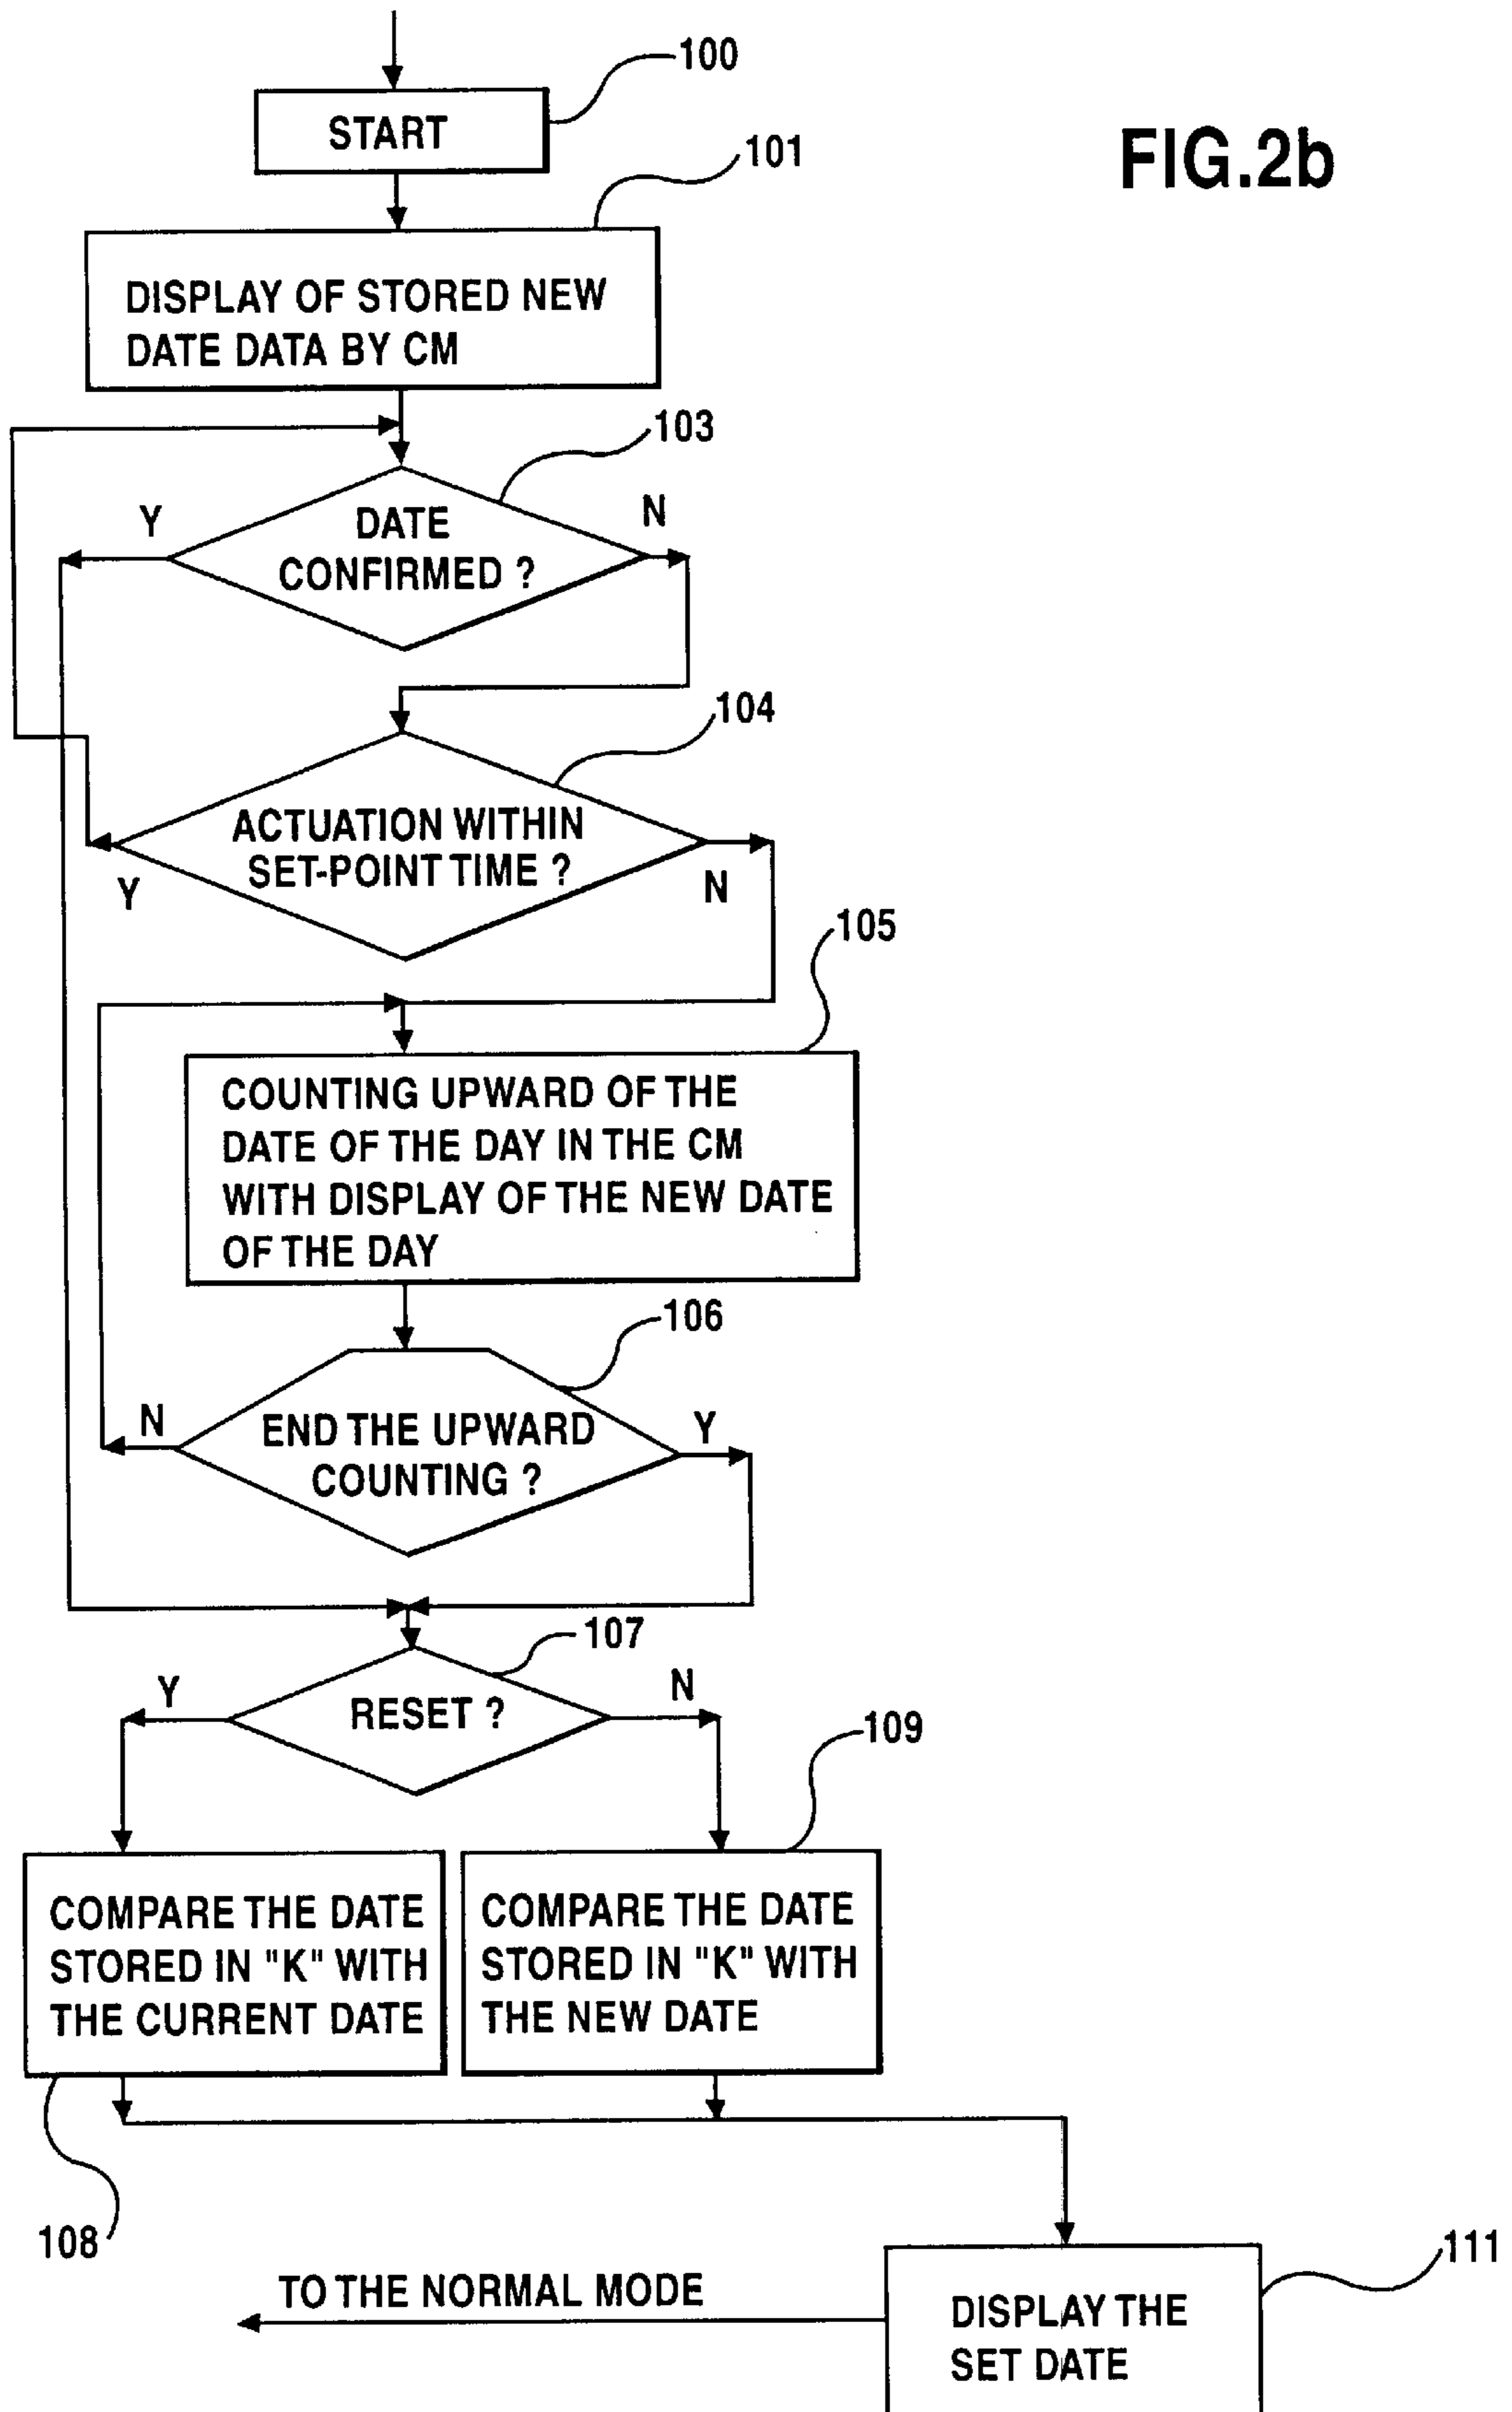 100
START
FIG.2b
101
DISPLAY OF STORED NEW
DATE DATA BY CM
103
Y
N
DATE
CONFIRMED ?
104
ACTUATION WITHIN
SET-POINT TIME ?
Y
N
105
COUNTING UPWARD OF THE
DATE OF THE DAY IN THE CM
WITH DISPLAY OF THE NEW DATE
OF THE DAY
106
N
END THE UPWARD
COUNTING ?
Y
107
Y
RESET ?
N
109
COMPARE THE DATE
STORED IN "K" WITH
THE CURRENT DATE
COMPARE THE DATE
STORED IN "K" WITH
THE NEW DATE
108
111
TO THE NORMAL MODE
DISPLAY THE
SET DATE